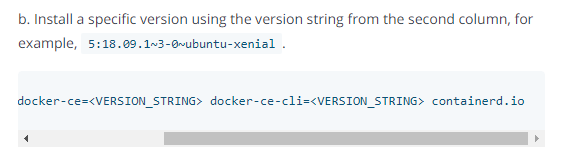 b. Install a specific version using the version string from the second column, for
example, 5:18.09.1~3-0~ubuntu-xenial .
docker-ce=<VERSION_STRING> docker-ce-cli=<VERSION_STRING> containerd.io